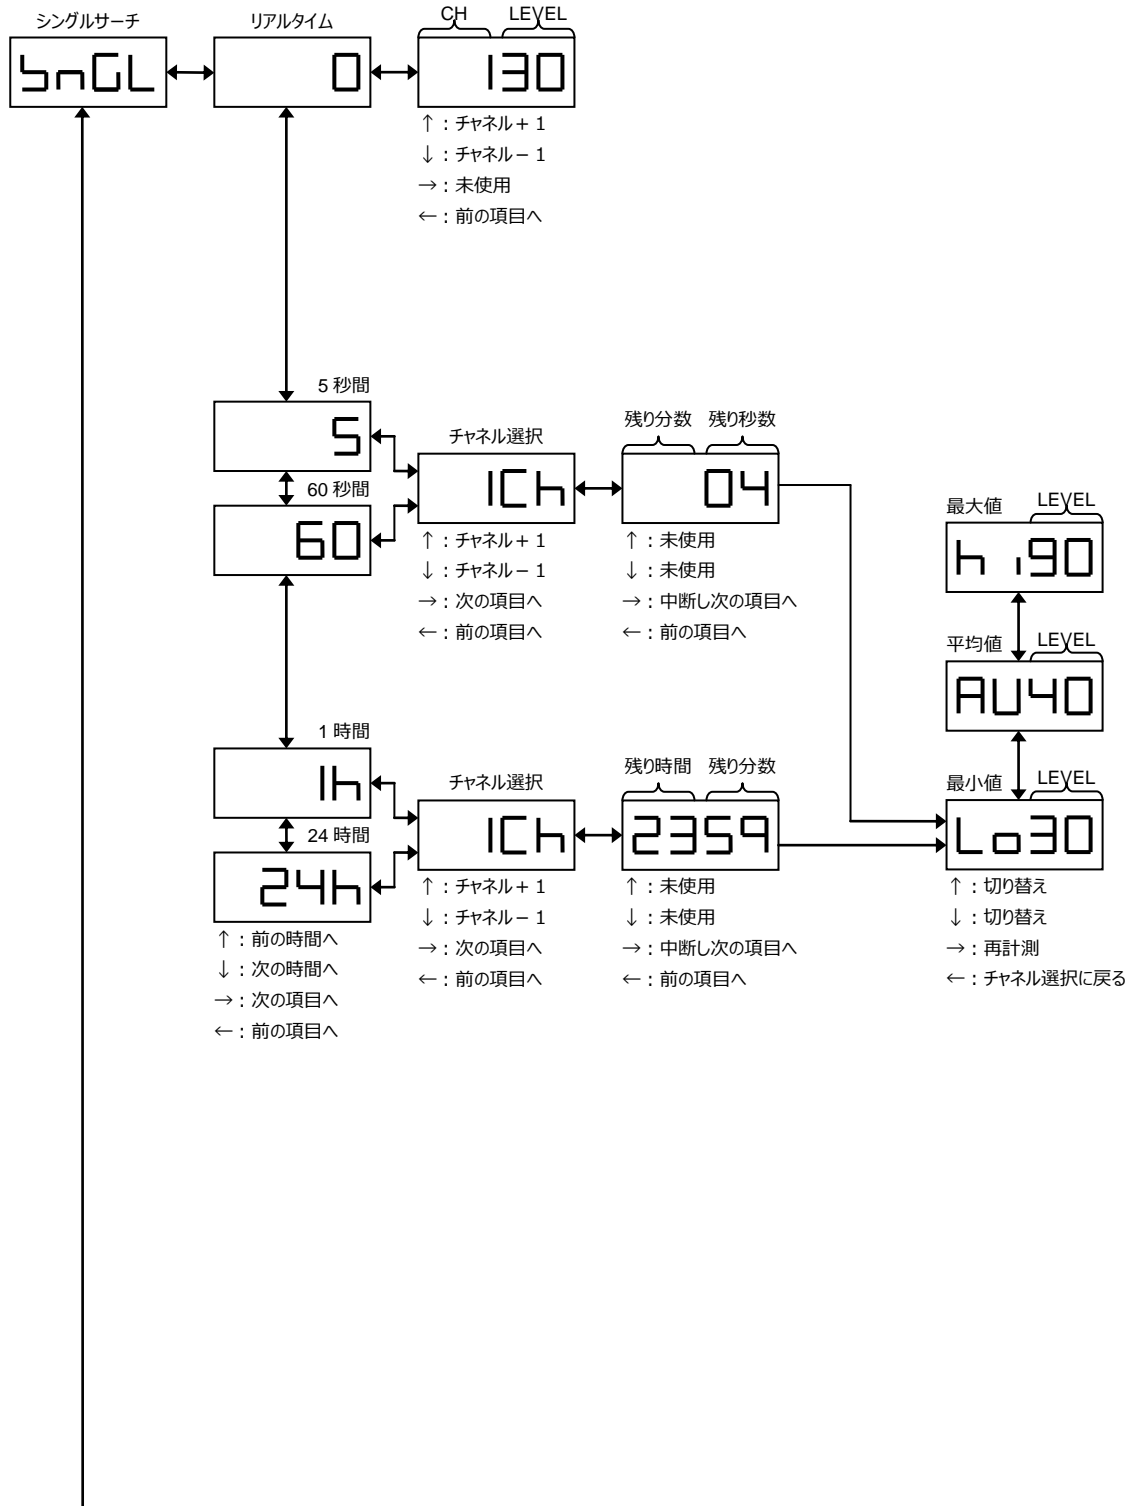 シングルサーチ
SnGL
リアルタイム
0
CH LEVEL
130
↑：チャネル＋1
↓：チャネル－1
→：未使用
←：前の項目へ
5 秒間
5
60 秒間
60
チャネル選択
1Ch
↑：チャネル＋1
↓：チャネル－1
→：次の項目へ
←：前の項目へ
残り分数 残り秒数
04
↑：未使用
↓：未使用
→：中断し次の項目へ
←：前の項目へ
最大値 LEVEL
hi90
平均値 LEVEL
AU40
最小値 LEVEL
Lo30
↑：切り替え
↓：切り替え
→：再計測
←：チャネル選択に戻る
1 時間
1h
24 時間
24h
↑：前の時間へ
↓：次の時間へ
→：次の項目へ
←：前の項目へ
チャネル選択
1Ch
↑：チャネル＋1
↓：チャネル－1
→：次の項目へ
←：前の項目へ
残り時間 残り分数
2359
↑：未使用
↓：未使用
→：中断し次の項目へ
←：前の項目へ